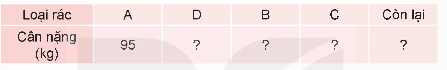 Loại rác A D B C Còn lại
Cân nặng (kg) 95 ? ? ? ?